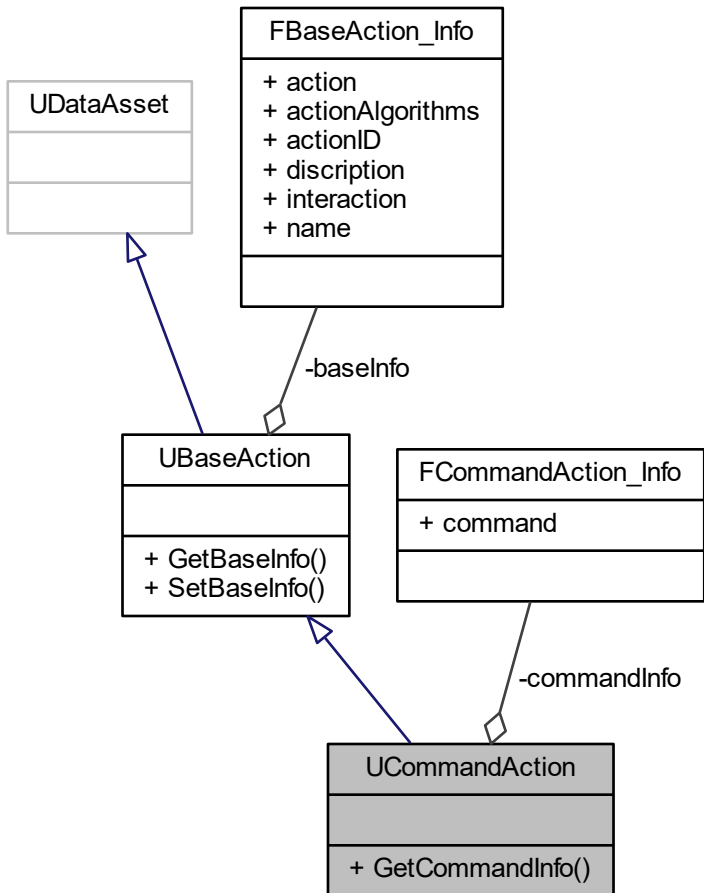 FBaseAction_Info
+ action
+ actionAlgorithms
+ actionID
+ discription
+ interaction
+ name
UDataAsset
-baseInfo
UBaseAction
+ GetBaseInfo()
+ SetBaseInfo()
FCommandAction_Info
+ command
-commandInfo
UCommandAction
+ GetCommandInfo()